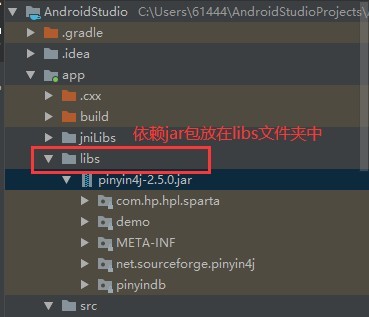 AndroidStudio C:\Users\61444\AndroidStudioProjects\
.gradle
.idea
app
.cxx
build
jniLibs
依赖jar包放在libs文件夹中
libs
pinyin4j-2.5.0.jar
com.hp.hpl.sparta
demo
META-INF
net.sourceforge.pinyin4j
pinyindb
src